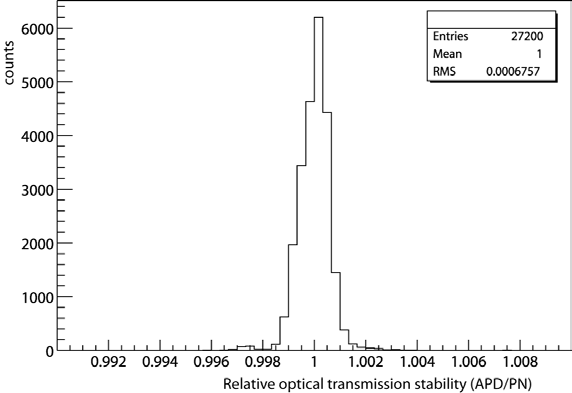 counts
6000
5000
4000
3000
2000
1000
0
Entries 27200
Mean 1
RMS 0.0006757
0.992 0.994 0.996 0.998 1 1.002 1.004 1.006 1.008
Relative optical transmission stability (APD/PN)